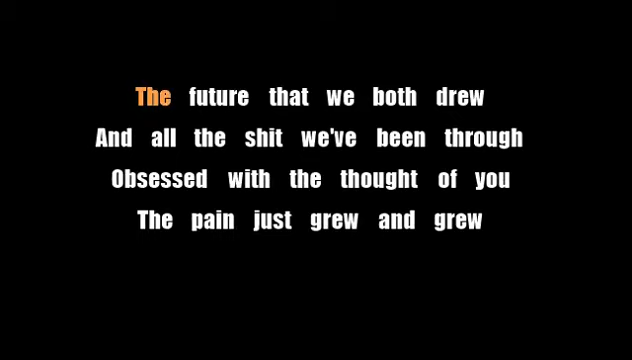 The future that we both drew
And all the shit we've been through
Obsessed with the thought of you
The pain just grew and grew